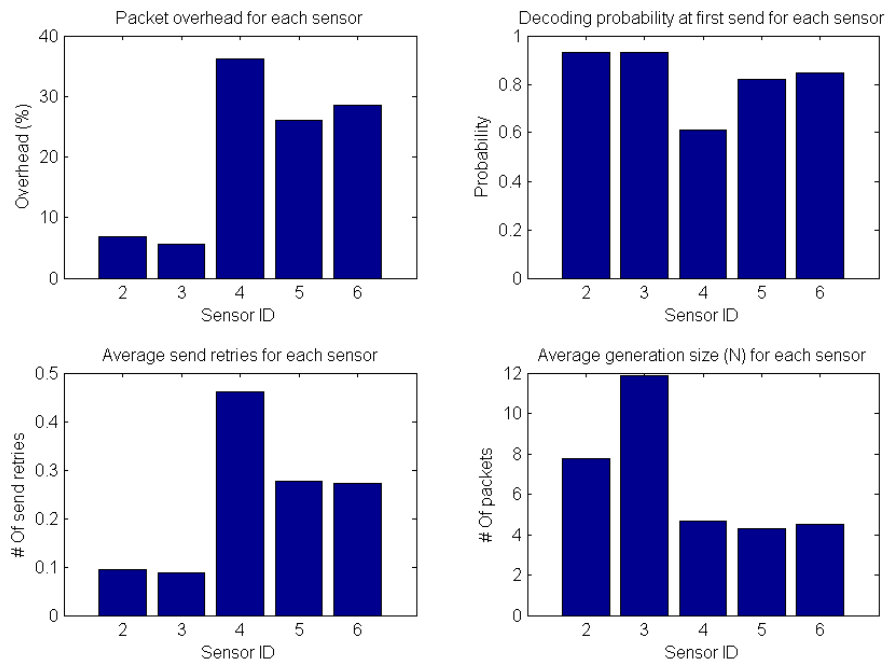 Packet overhead for each sensor
40
30
20
10
0
Overhead (%)
2 3 4 5 6
Sensor ID
Decoding probability at first send for each sensor
1
0.8
0.6
0.4
0.2
0
Probability
2 3 4 5 6
Sensor ID
Average send retries for each sensor
0.5
0.4
0.3
0.2
0.1
0
# Of send retries
2 3 4 5 6
Sensor ID
Average generation size (N) for each sensor
12
10
8
6
4
2
0
# Of packets
2 3 4 5 6
Sensor ID